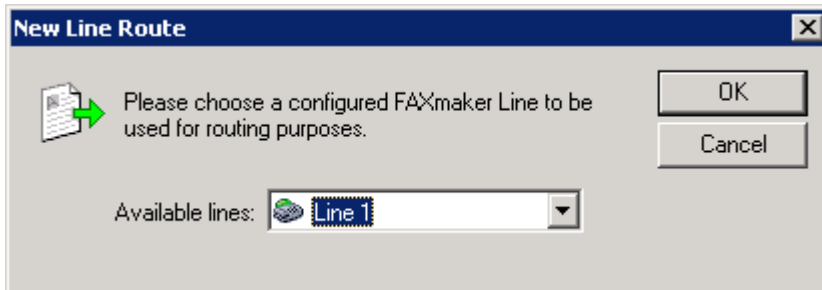 New Line Route
Please choose a configured FAXmaker Line to be
used for routing purposes.
OK
Cancel
Available lines: Line 1